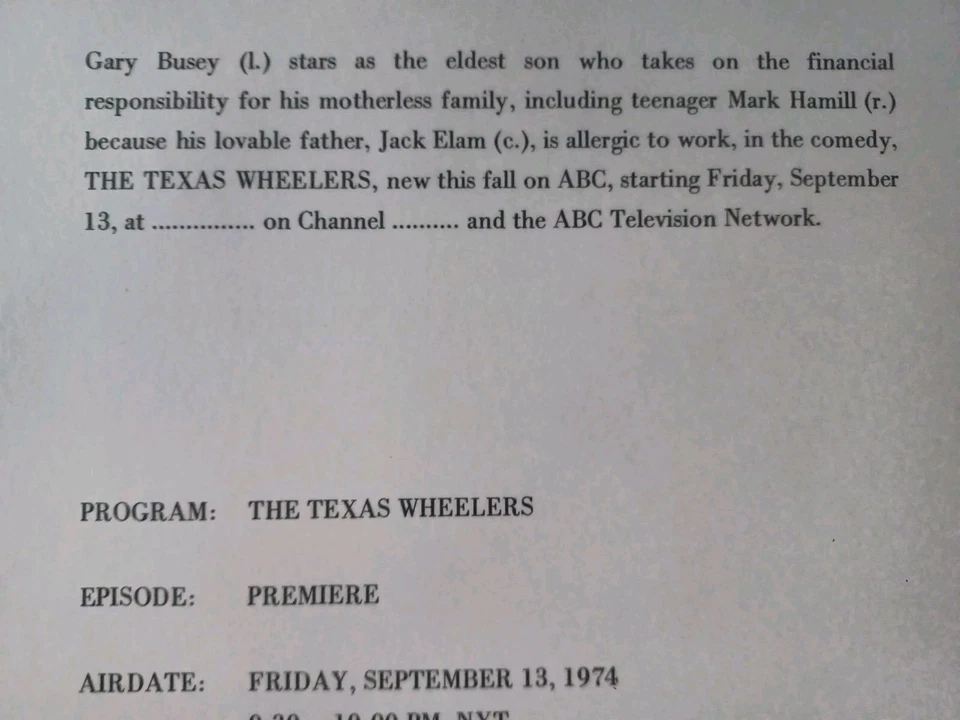 Gary Busey (l.) stars as the eldest son who takes on the financial
responsibility for his motherless family, including teenager Mark Hamill (r.)
because his lovable father, Jack Elam (c.), is allergic to work, in the comedy,
THE TEXAS WHEELERS, new this fall on ABC, starting Friday, September
13, at ............... on Channel .......... and the ABC Television Network.
PROGRAM: THE TEXAS WHEELERS
EPISODE: PREMIERE
AIRDATE: FRIDAY, SEPTEMBER 13, 1974
PM, NYT